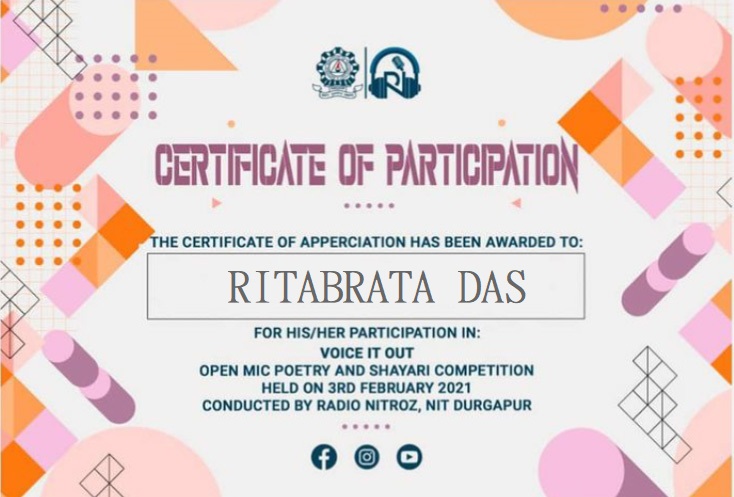 CERTIFICATE OF PARTICIPATION
THE CERTIFICATE OF APPERCIATION HAS BEEN AWARDED TO:
RITABRATA DAS
FOR HIS/HER PARTICIPATION IN:
VOICE IT OUT
OPEN MIC POETRY AND SHAYARI COMPETITION
HELD ON 3RD FEBRUARY 2021
CONDUCTED BY RADIO NITROZ, NIT DURGAPUR